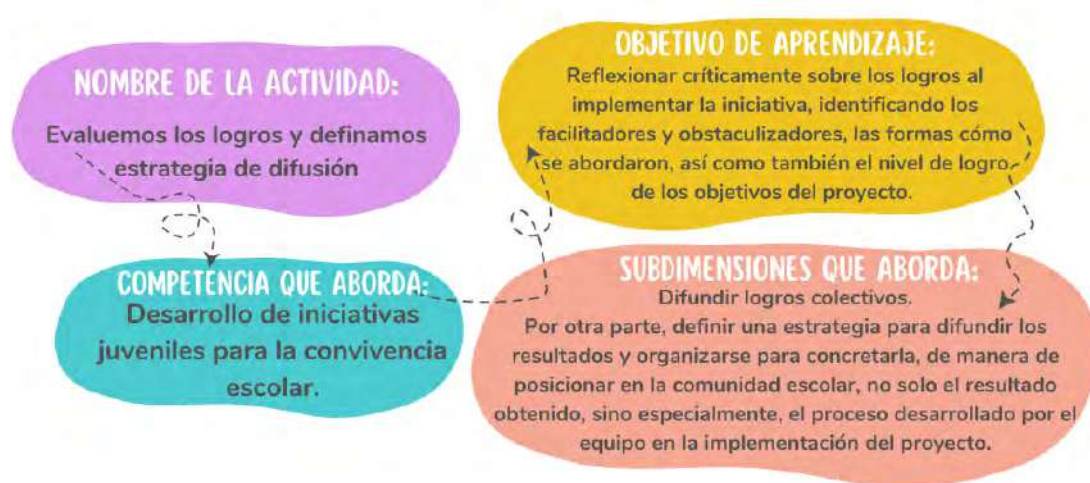 NOMBRE DE LA ACTIVIDAD:
Evaluemos los logros y definamos
estrategia de difusión
COMPETENCIA QUE ABORDA:
Desarrollo de iniciativas
juveniles para la convivencia
escolar.
OBJETIVO DE APRENDIZAJE:
Reflexionar críticamente sobre los logros al
implementar la iniciativa, identificando los
facilitadores y obstaculizadores, las formas cómo
se abordaron, así como también el nivel de logro
de los objetivos del proyecto.
SUBDIMENSIONES QUE ABORDA:
Difundir logros colectivos.
Por otra parte, definir una estrategia para difundir los
resultados y organizarse para concretarla, de manera de
posicionar en la comunidad escolar, no solo el resultado
obtenido, sino especialmente, el proceso desarrollado por el
equipo en la implementación del proyecto.